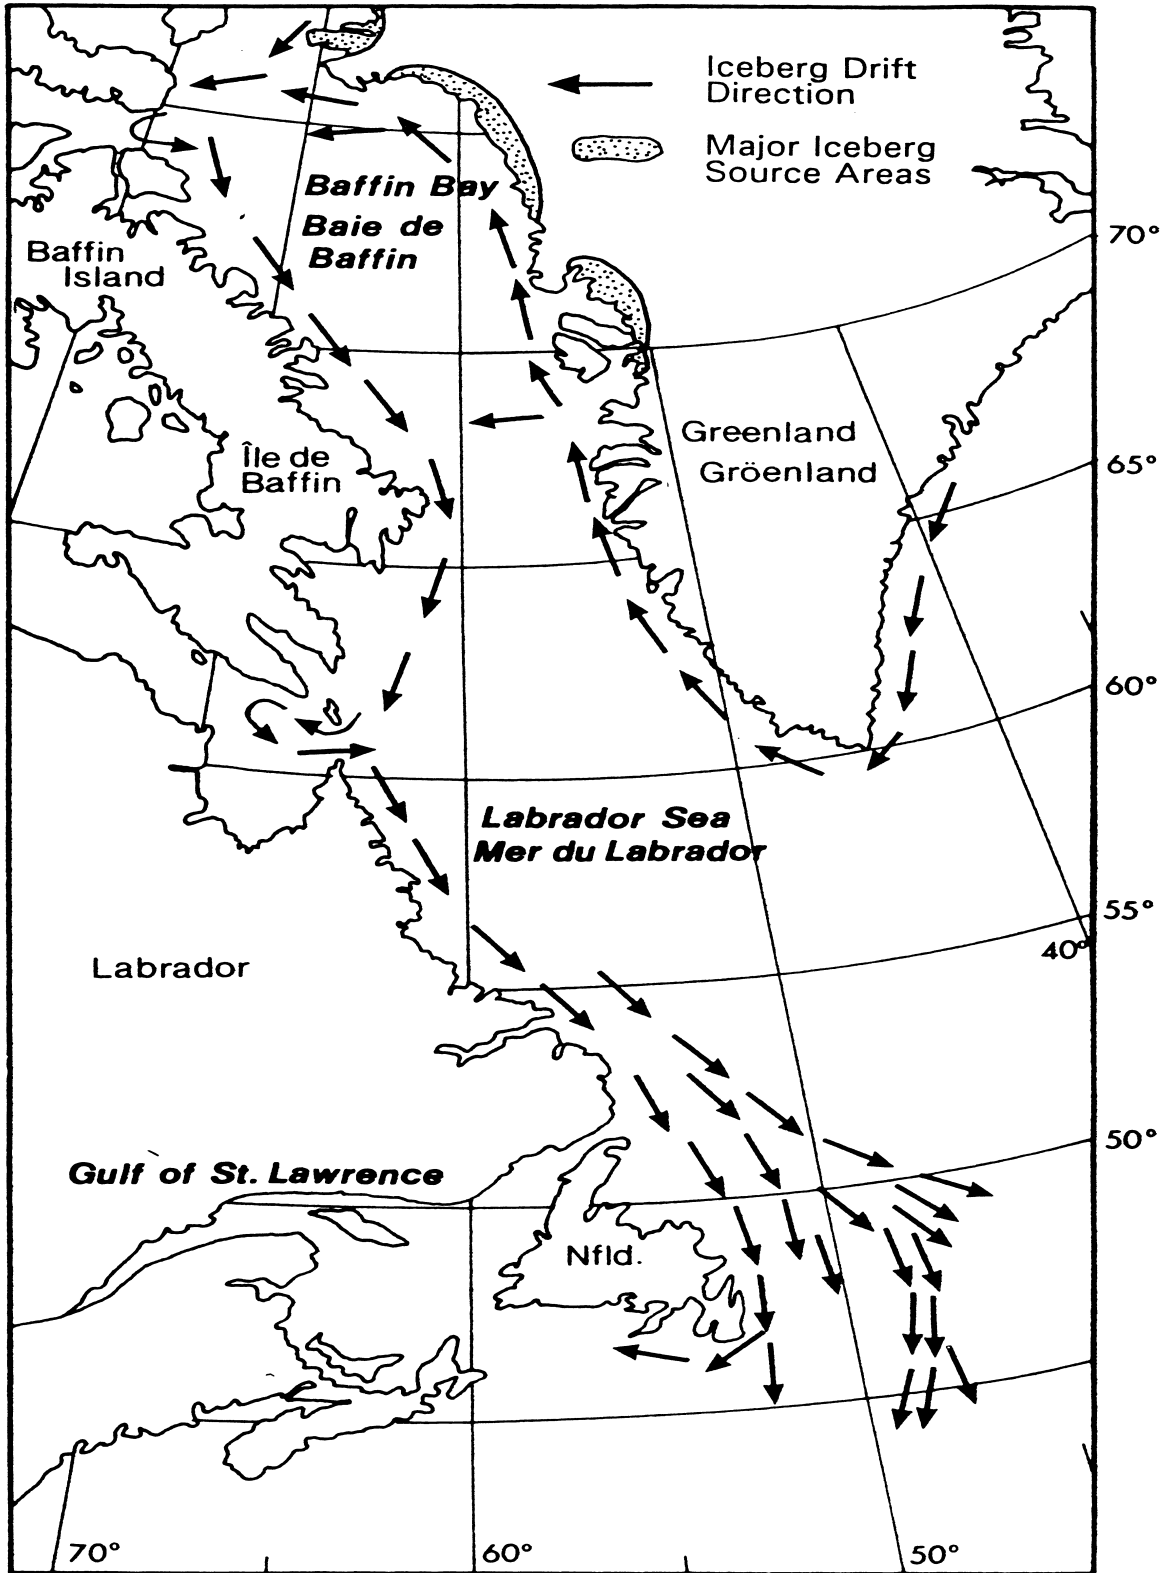 Iceberg Drift
Direction
Major Iceberg
Source Areas
Baffin Bay
Baie de
Baffin
Baffin
Island
70°
Greenland
Gröenland
65°
Île de
Baffin
60°
Labrador Sea
Mer du Labrador
55°
40°
Labrador
50°
Gulf of St. Lawrence
Nfld.
70°
60°
50°